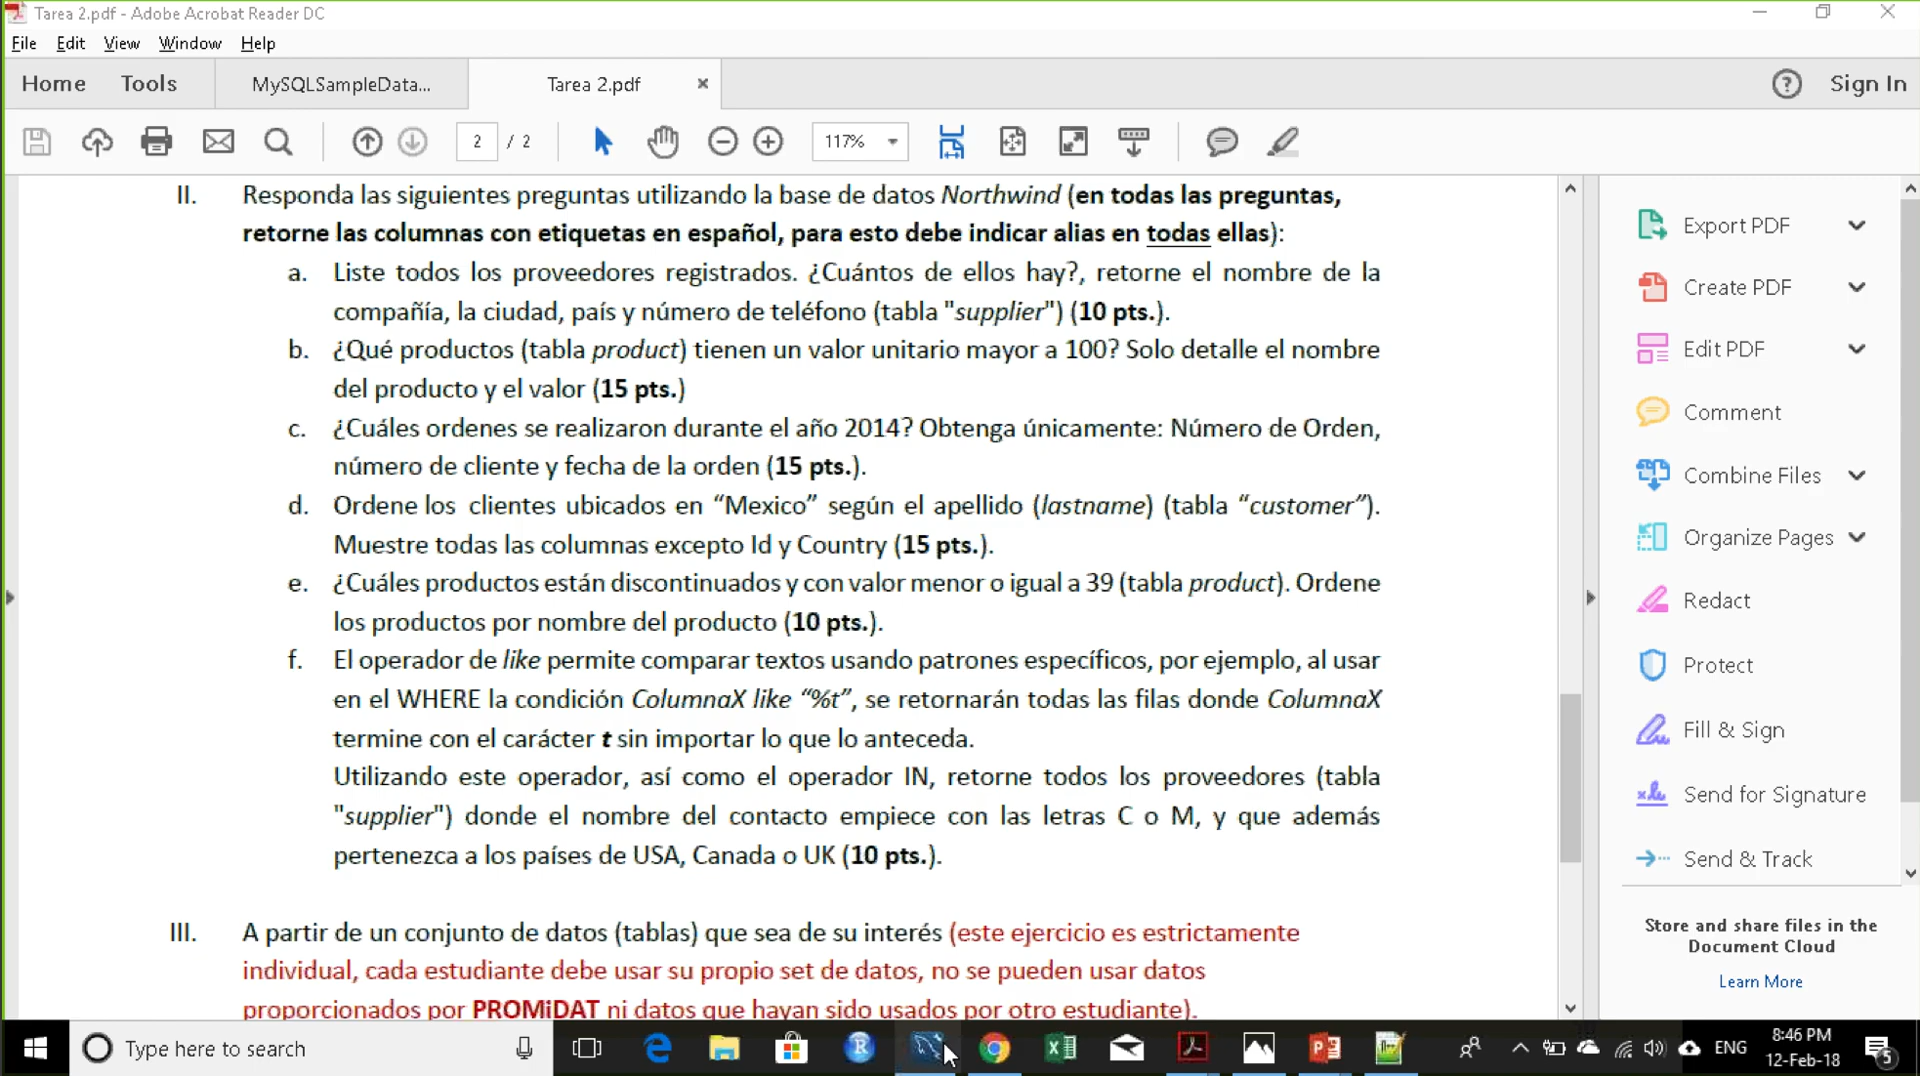 Tarea 2.pdf - Adobe Acrobat Reader DC
File Edit View Window Help
Home Tools MySQLSampleData... Tarea 2.pdf × ? Sign In
2 / 2 117%
II. Responda las siguientes preguntas utilizando la base de datos Northwind (en todas las preguntas,
retorne las columnas con etiquetas en español, para esto debe indicar alias en todas ellas):
a. Liste todos los proveedores registrados. ¿Cuántos de ellos hay?, retorne el nombre de la
compañía, la ciudad, país y número de teléfono (tabla "supplier") (10 pts.).
b. ¿Qué productos (tabla product) tienen un valor unitario mayor a 100? Solo detalle el nombre
del producto y el valor (15 pts.)
c. ¿Cuáles ordenes se realizaron durante el año 2014? Obtenga únicamente: Número de Orden,
número de cliente y fecha de la orden (15 pts.).
d. Ordene los clientes ubicados en “Mexico” según el apellido (lastname) (tabla “customer”).
Muestre todas las columnas excepto Id y Country (15 pts.).
e. ¿Cuáles productos están discontinuados y con valor menor o igual a 39 (tabla product). Ordene
los productos por nombre del producto (10 pts.).
f. El operador de like permite comparar textos usando patrones específicos, por ejemplo, al usar
en el WHERE la condición ColumnaX like “%t”, se retornarán todas las filas donde ColumnaX
termine con el carácter t sin importar lo que lo anteceda.
Utilizando este operador, así como el operador IN, retorne todos los proveedores (tabla
"supplier") donde el nombre del contacto empiece con las letras C o M, y que además
pertenezca a los países de USA, Canada o UK (10 pts.).
III. A partir de un conjunto de datos (tablas) que sea de su interés (este ejercicio es estrictamente
individual, cada estudiante debe usar su propio set de datos, no se pueden usar datos
proporcionados por PROMiDAT ni datos que hayan sido usados por otro estudiante).
Export PDF
Create PDF
Edit PDF
Comment
Combine Files
Organize Pages
Redact
Protect
Fill & Sign
Send for Signature
Send & Track
Store and share files in the
Document Cloud
Learn More
Type here to search
ENG
8:46 PM
12-Feb-18
5